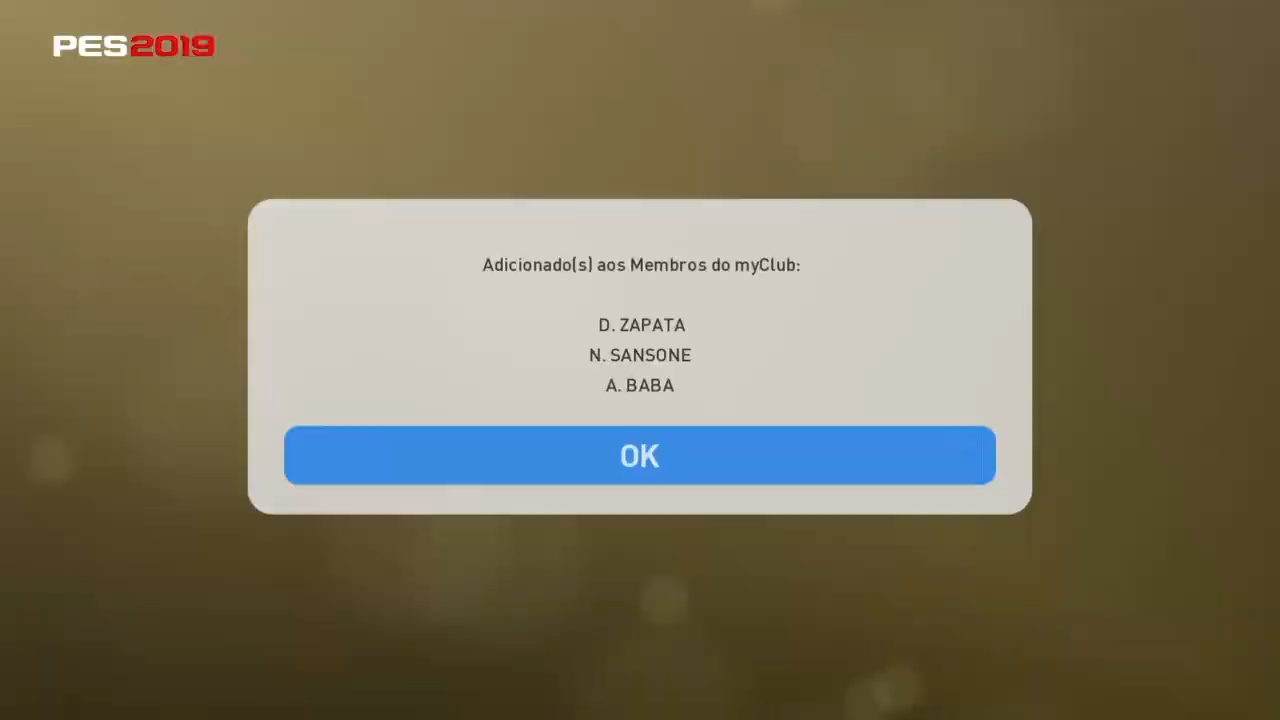 PES2019
Adicionado(s) aos Membros do myClub:
D. ZAPATA
N. SANSONE
A. BABA
OK